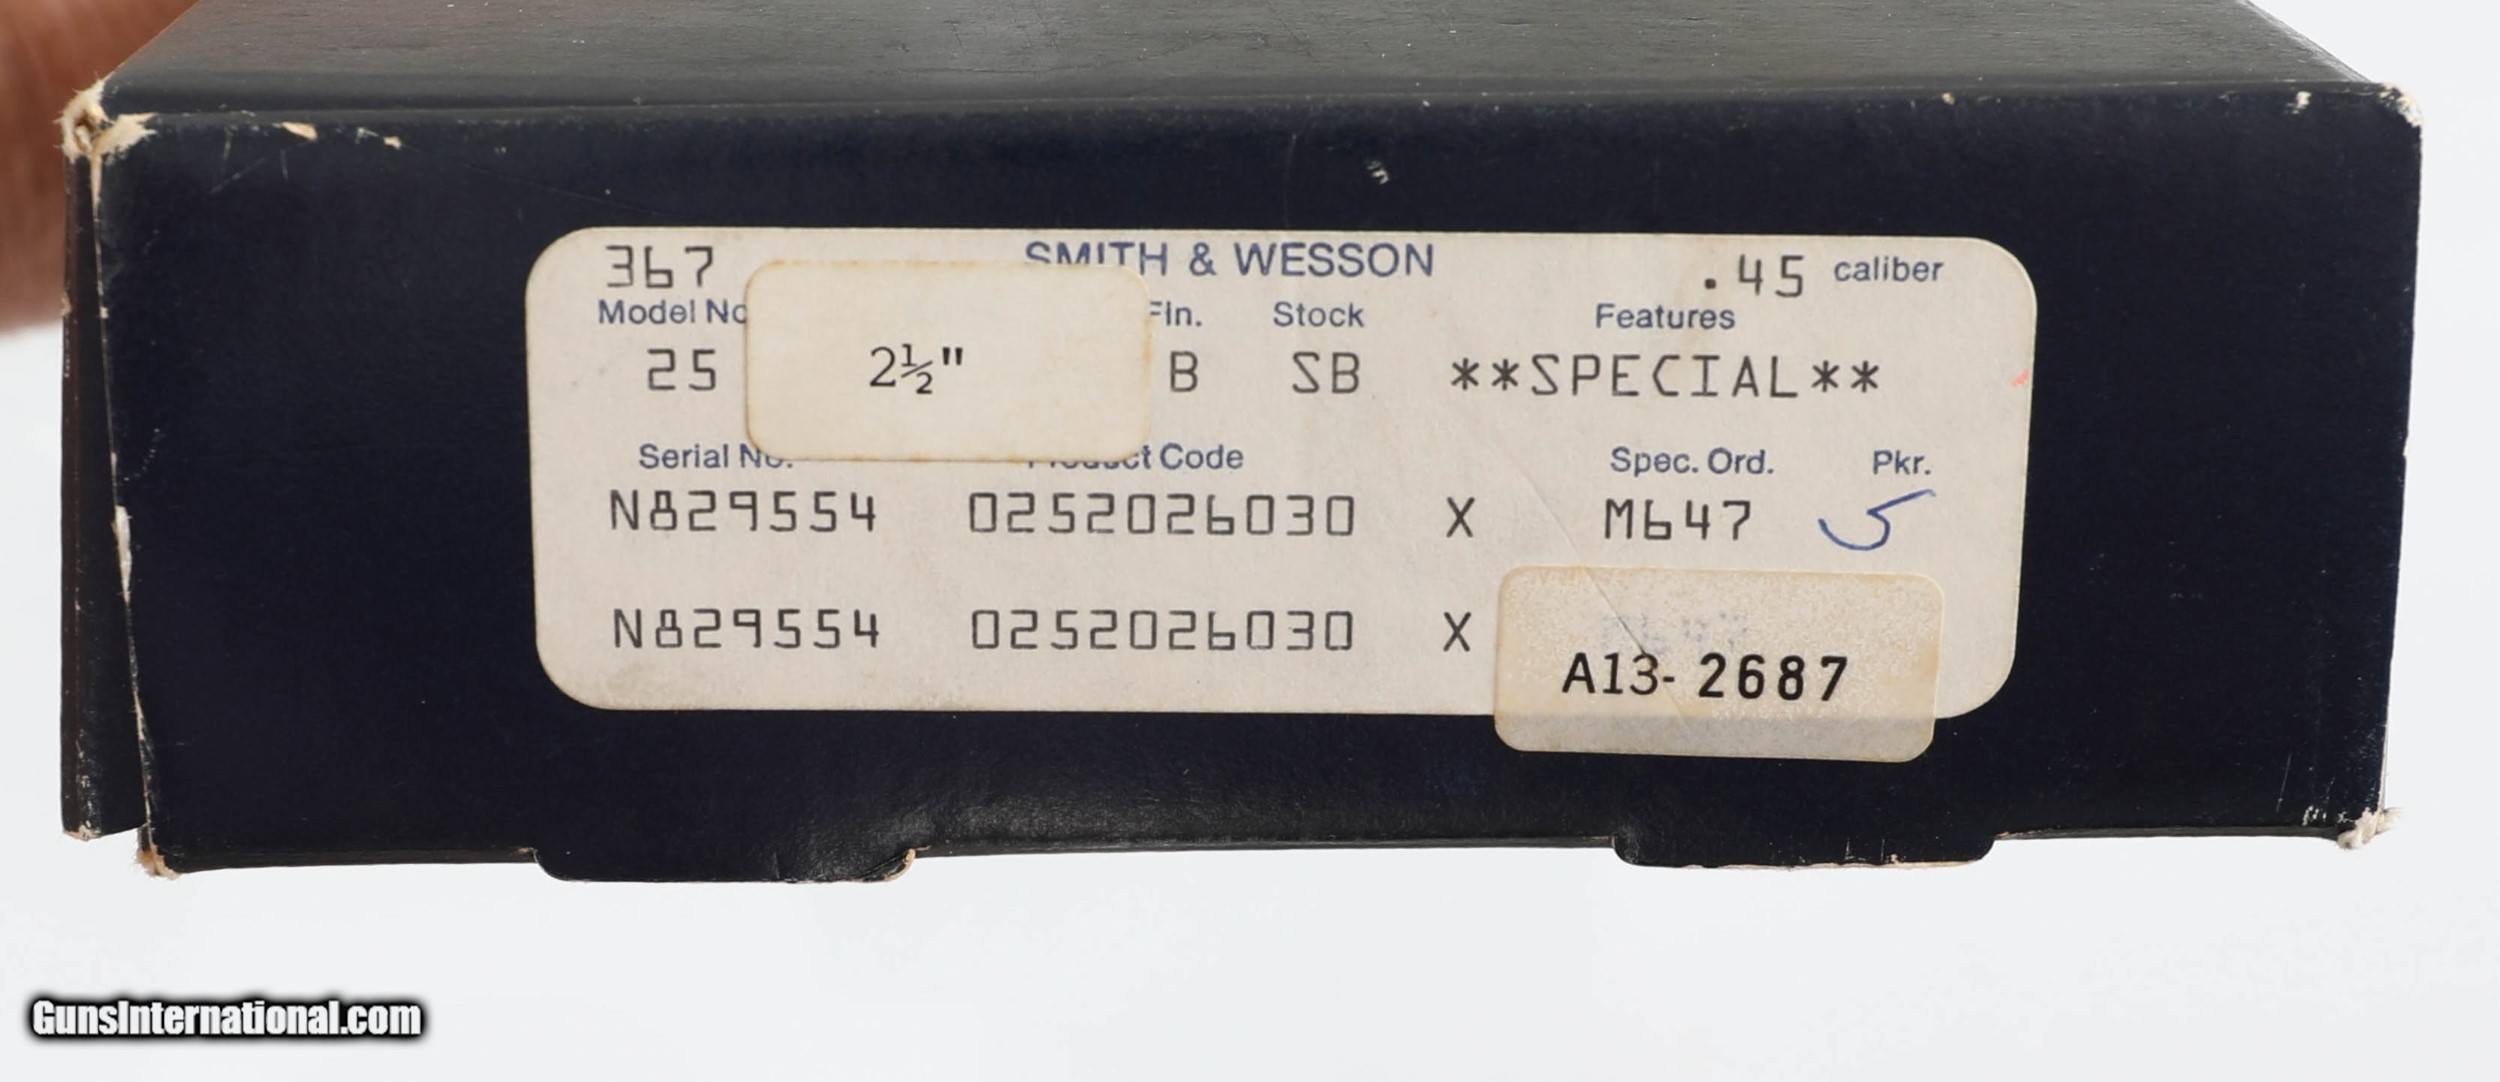 367 SMITH & WESSON .45 caliber
Model No Fin. Stock Features
25 2½" B SB **SPECIAL**
Serial No. Product Code Spec. Ord. Pkr.
N829554 0252026030 X M647 5
N829554 0252026030 X
A13-2687
GunsInternational.com